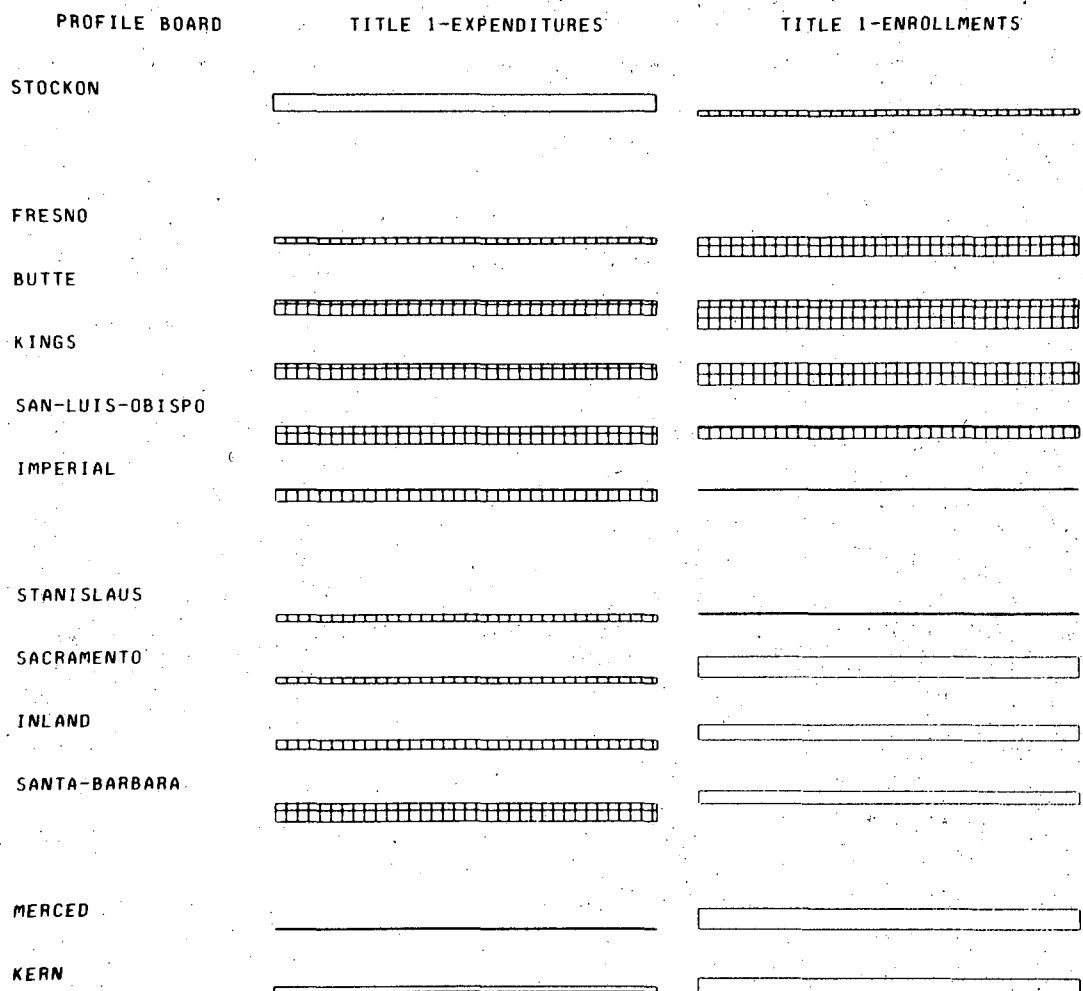 PROFILE BOARD TITLE 1-EXPENDITURES TITLE 1-ENROLLMENTS
STOCKON
FRESNO
BUTTE
KINGS
SAN-LUIS-OBISPO
IMPERIAL
STANISLAUS
SACRAMENTO
INLAND
SANTA-BARBARA
MERCED
KERN